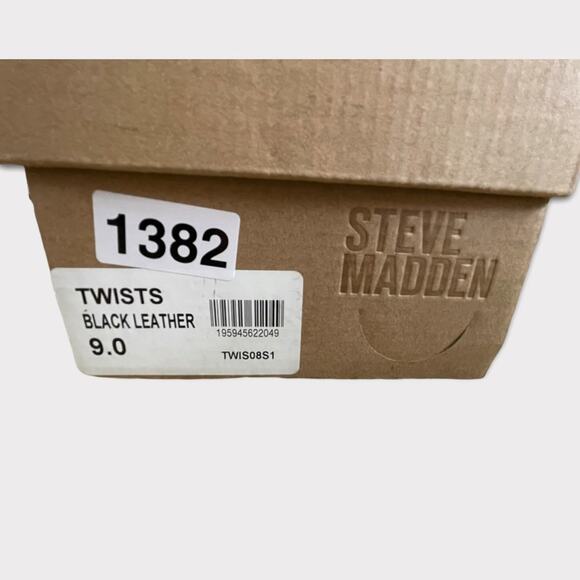 1382
STEVE
MADDEN
TWISTS
BLACK LEATHER
9.0
195945622049
TWIS08S1